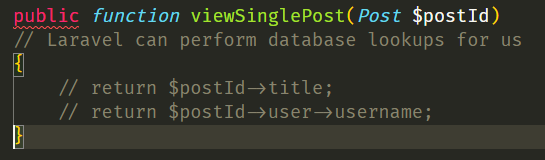 public function viewSinglePost(Post $postId)
// Laravel can perform database lookups for us
{
// return $postId->title;
// return $postId->user->username;
}